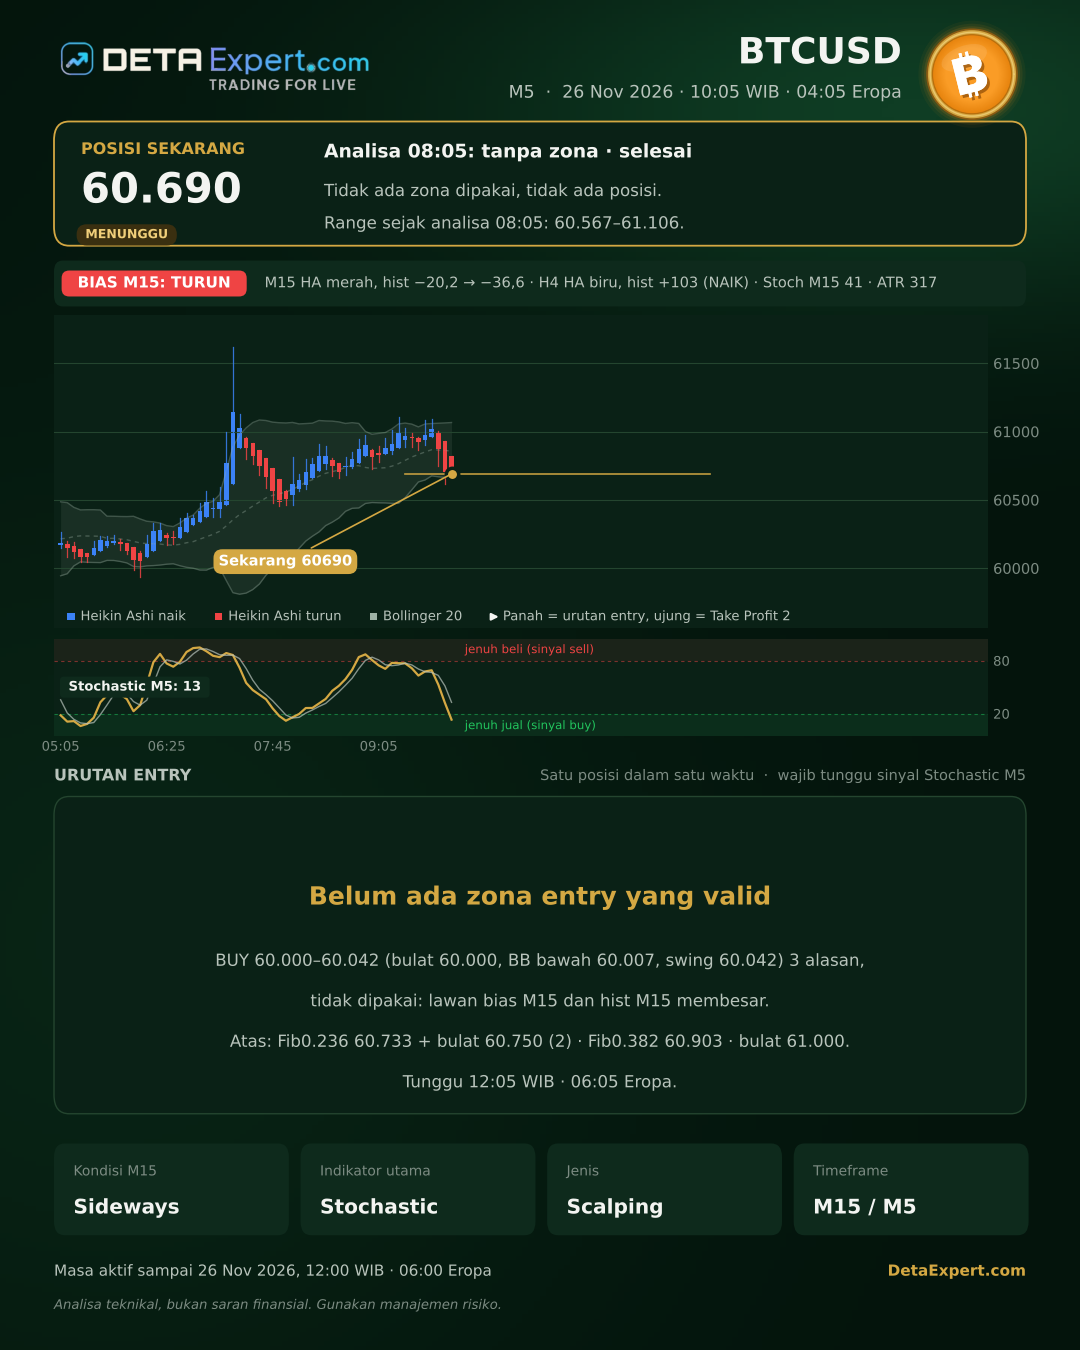 DETA Expert.com
TRADING FOR LIVE
BTCUSD
M5 · 26 Nov 2026 · 10:05 WIB · 04:05 Eropa
POSISI SEKARANG
60.690
MENUNGGU
Analisa 08:05: tanpa zona · selesai
Tidak ada zona dipakai, tidak ada posisi.
Range sejak analisa 08:05: 60.567–61.106.
BIAS M15: TURUN
M15 HA merah, hist −20,2 → −36,6 · H4 HA biru, hist +103 (NAIK) · Stoch M15 41 · ATR 317
61500
61000
60500
60000
Sekarang 60690
Heikin Ashi naik
Heikin Ashi turun
Bollinger 20
Panah = urutan entry, ujung = Take Profit 2
jenuh beli (sinyal sell)
80
Stochastic M5: 13
20
jenuh jual (sinyal buy)
05:05
06:25
07:45
09:05
URUTAN ENTRY
Satu posisi dalam satu waktu · wajib tunggu sinyal Stochastic M5
Belum ada zona entry yang valid
BUY 60.000–60.042 (bulat 60.000, BB bawah 60.007, swing 60.042) 3 alasan,
tidak dipakai: lawan bias M15 dan hist M15 membesar.
Atas: Fib0.236 60.733 + bulat 60.750 (2) · Fib0.382 60.903 · bulat 61.000.
Tunggu 12:05 WIB · 06:05 Eropa.
Kondisi M15
Sideways
Indikator utama
Stochastic
Jenis
Scalping
Timeframe
M15 / M5
Masa aktif sampai 26 Nov 2026, 12:00 WIB · 06:00 Eropa
DetaExpert.com
Analisa teknikal, bukan saran finansial. Gunakan manajemen risiko.